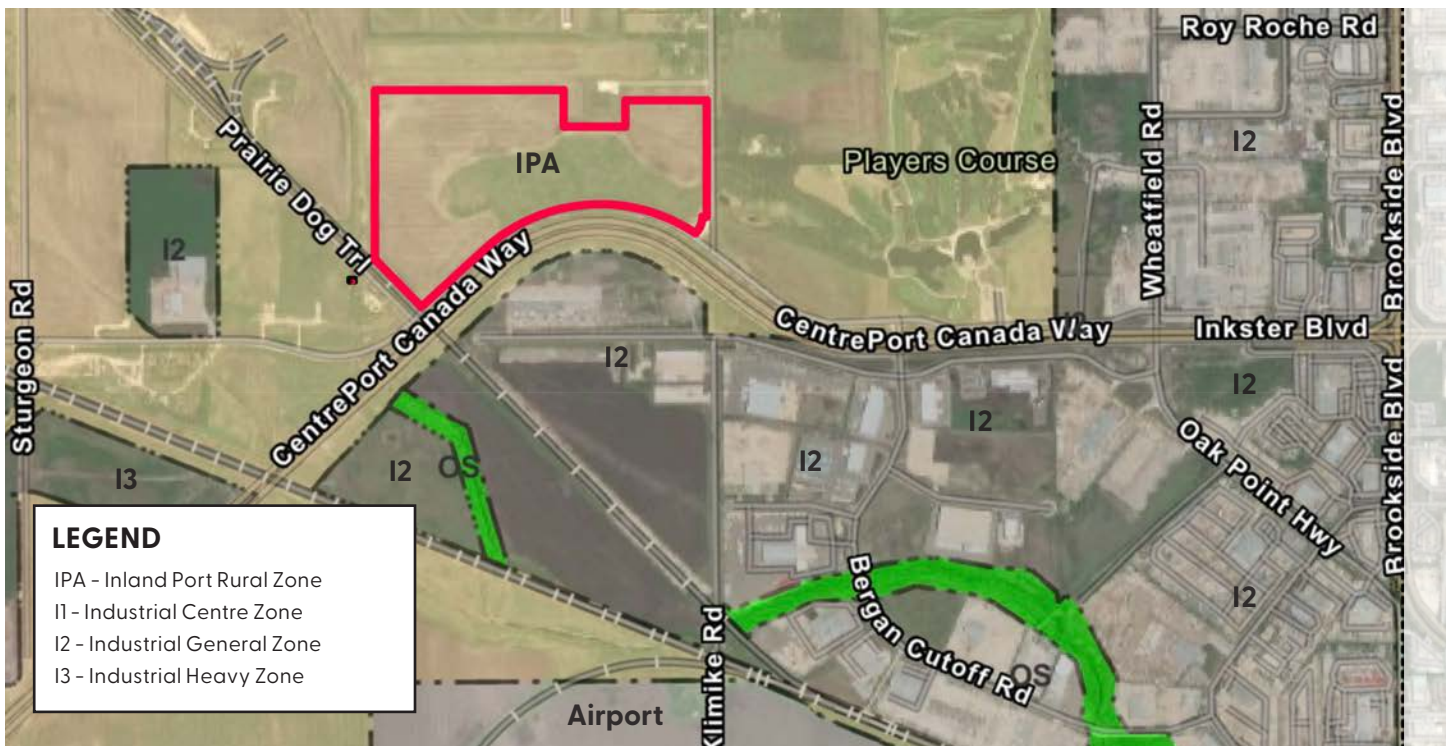 Roy Roche Rd
Brookside Blvd
Wheatfield Rd
I2
Prairie Dog Trl
IPA
Players Course
I2
Sturgeon Rd
CentrePort Canada Way
CentrePort Canada Way
Inkster Blvd
I2
I2
I2
Brookside Blvd
I3
I2
OS
I2
Oak Point Hwy
LEGEND
IPA - Inland Port Rural Zone
I1 - Industrial Centre Zone
I2 - Industrial General Zone
I3 - Industrial Heavy Zone
Bergan Cutoff Rd
I2
Klimike Rd
OS
Airport